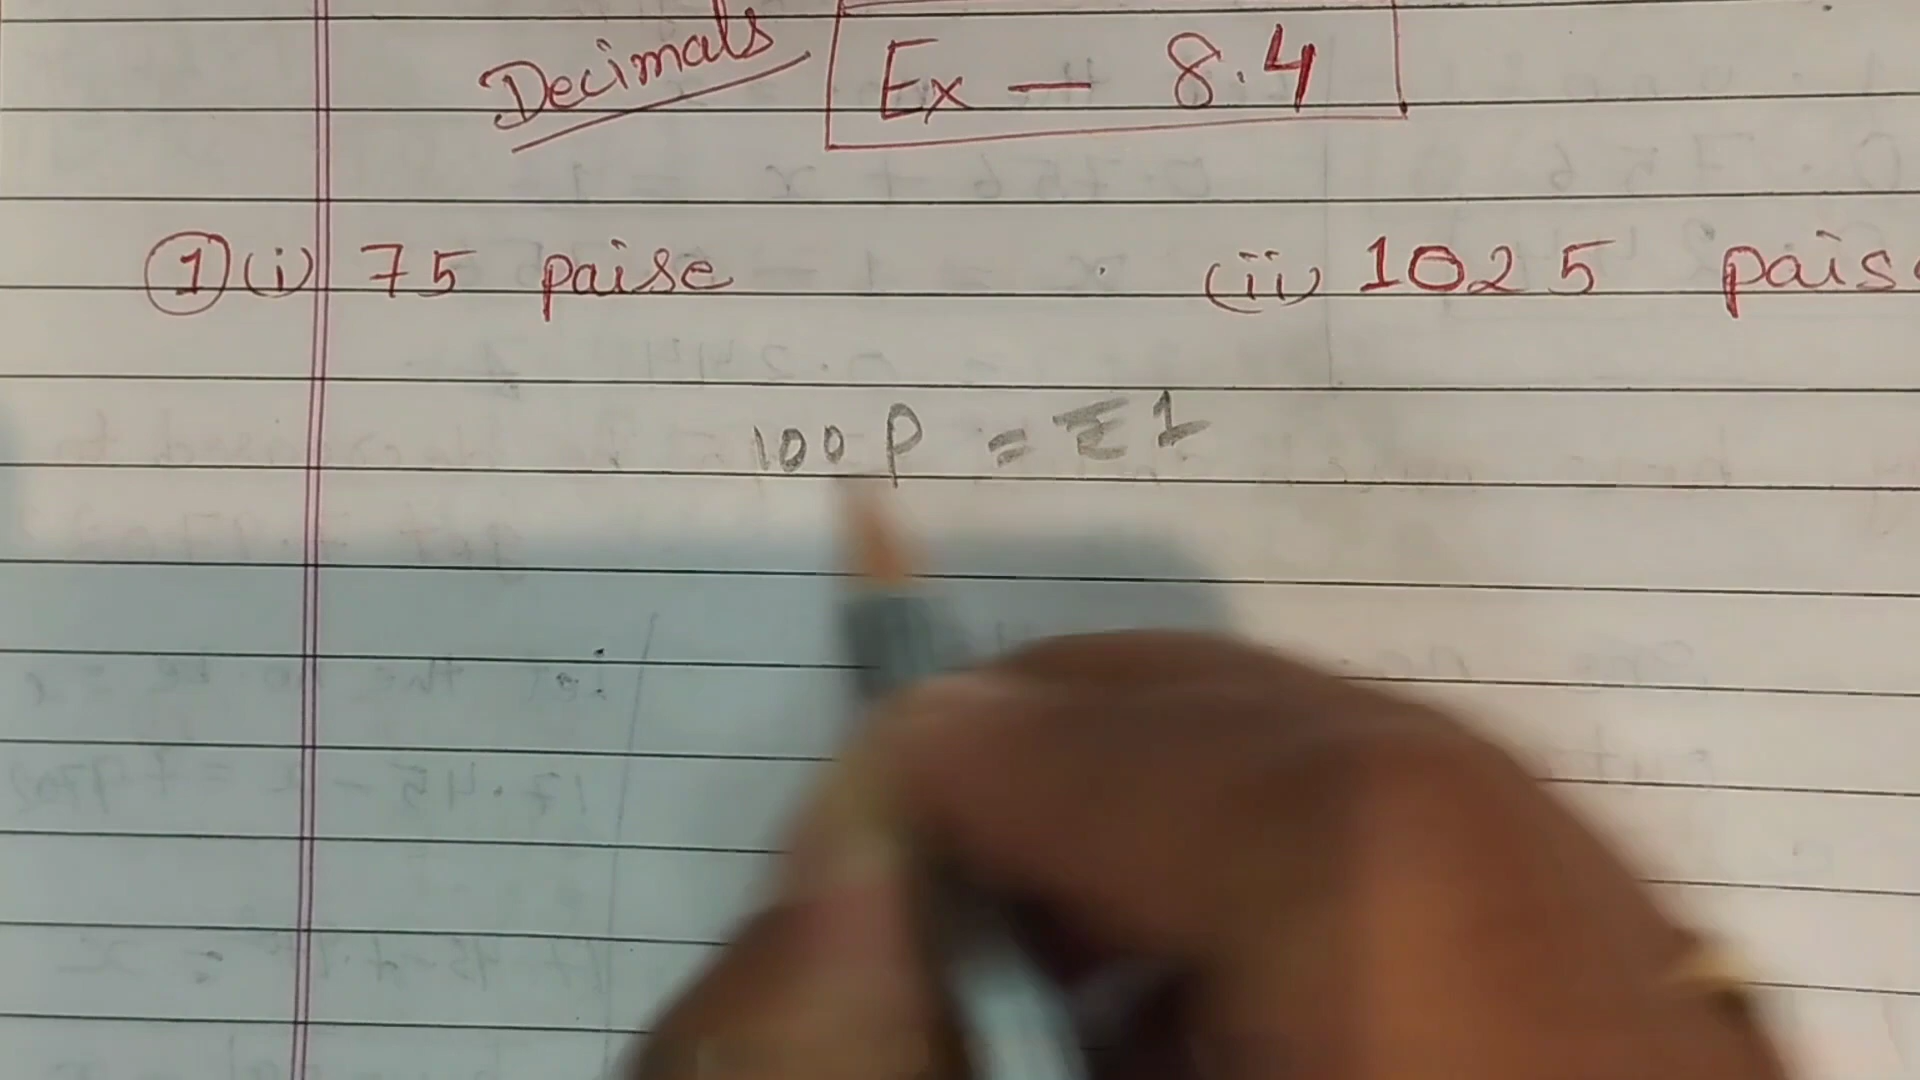 Decimals Ex — 8.4
1 (i) 75 paise (ii) 1025 pais
100 P = ₹1